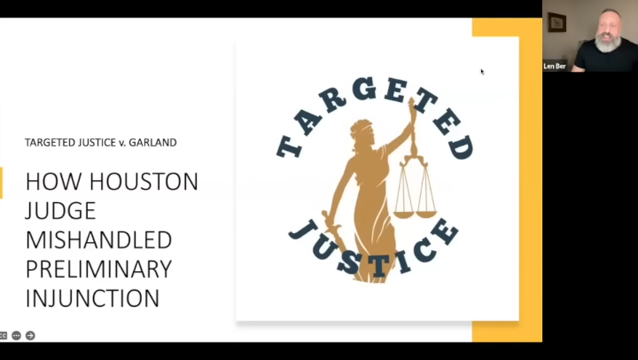 Len Ber
TARGETED
JUSTICE
TARGETED JUSTICE v. GARLAND
HOW HOUSTON
JUDGE
MISHANDLED
PRELIMINARY
INJUNCTION